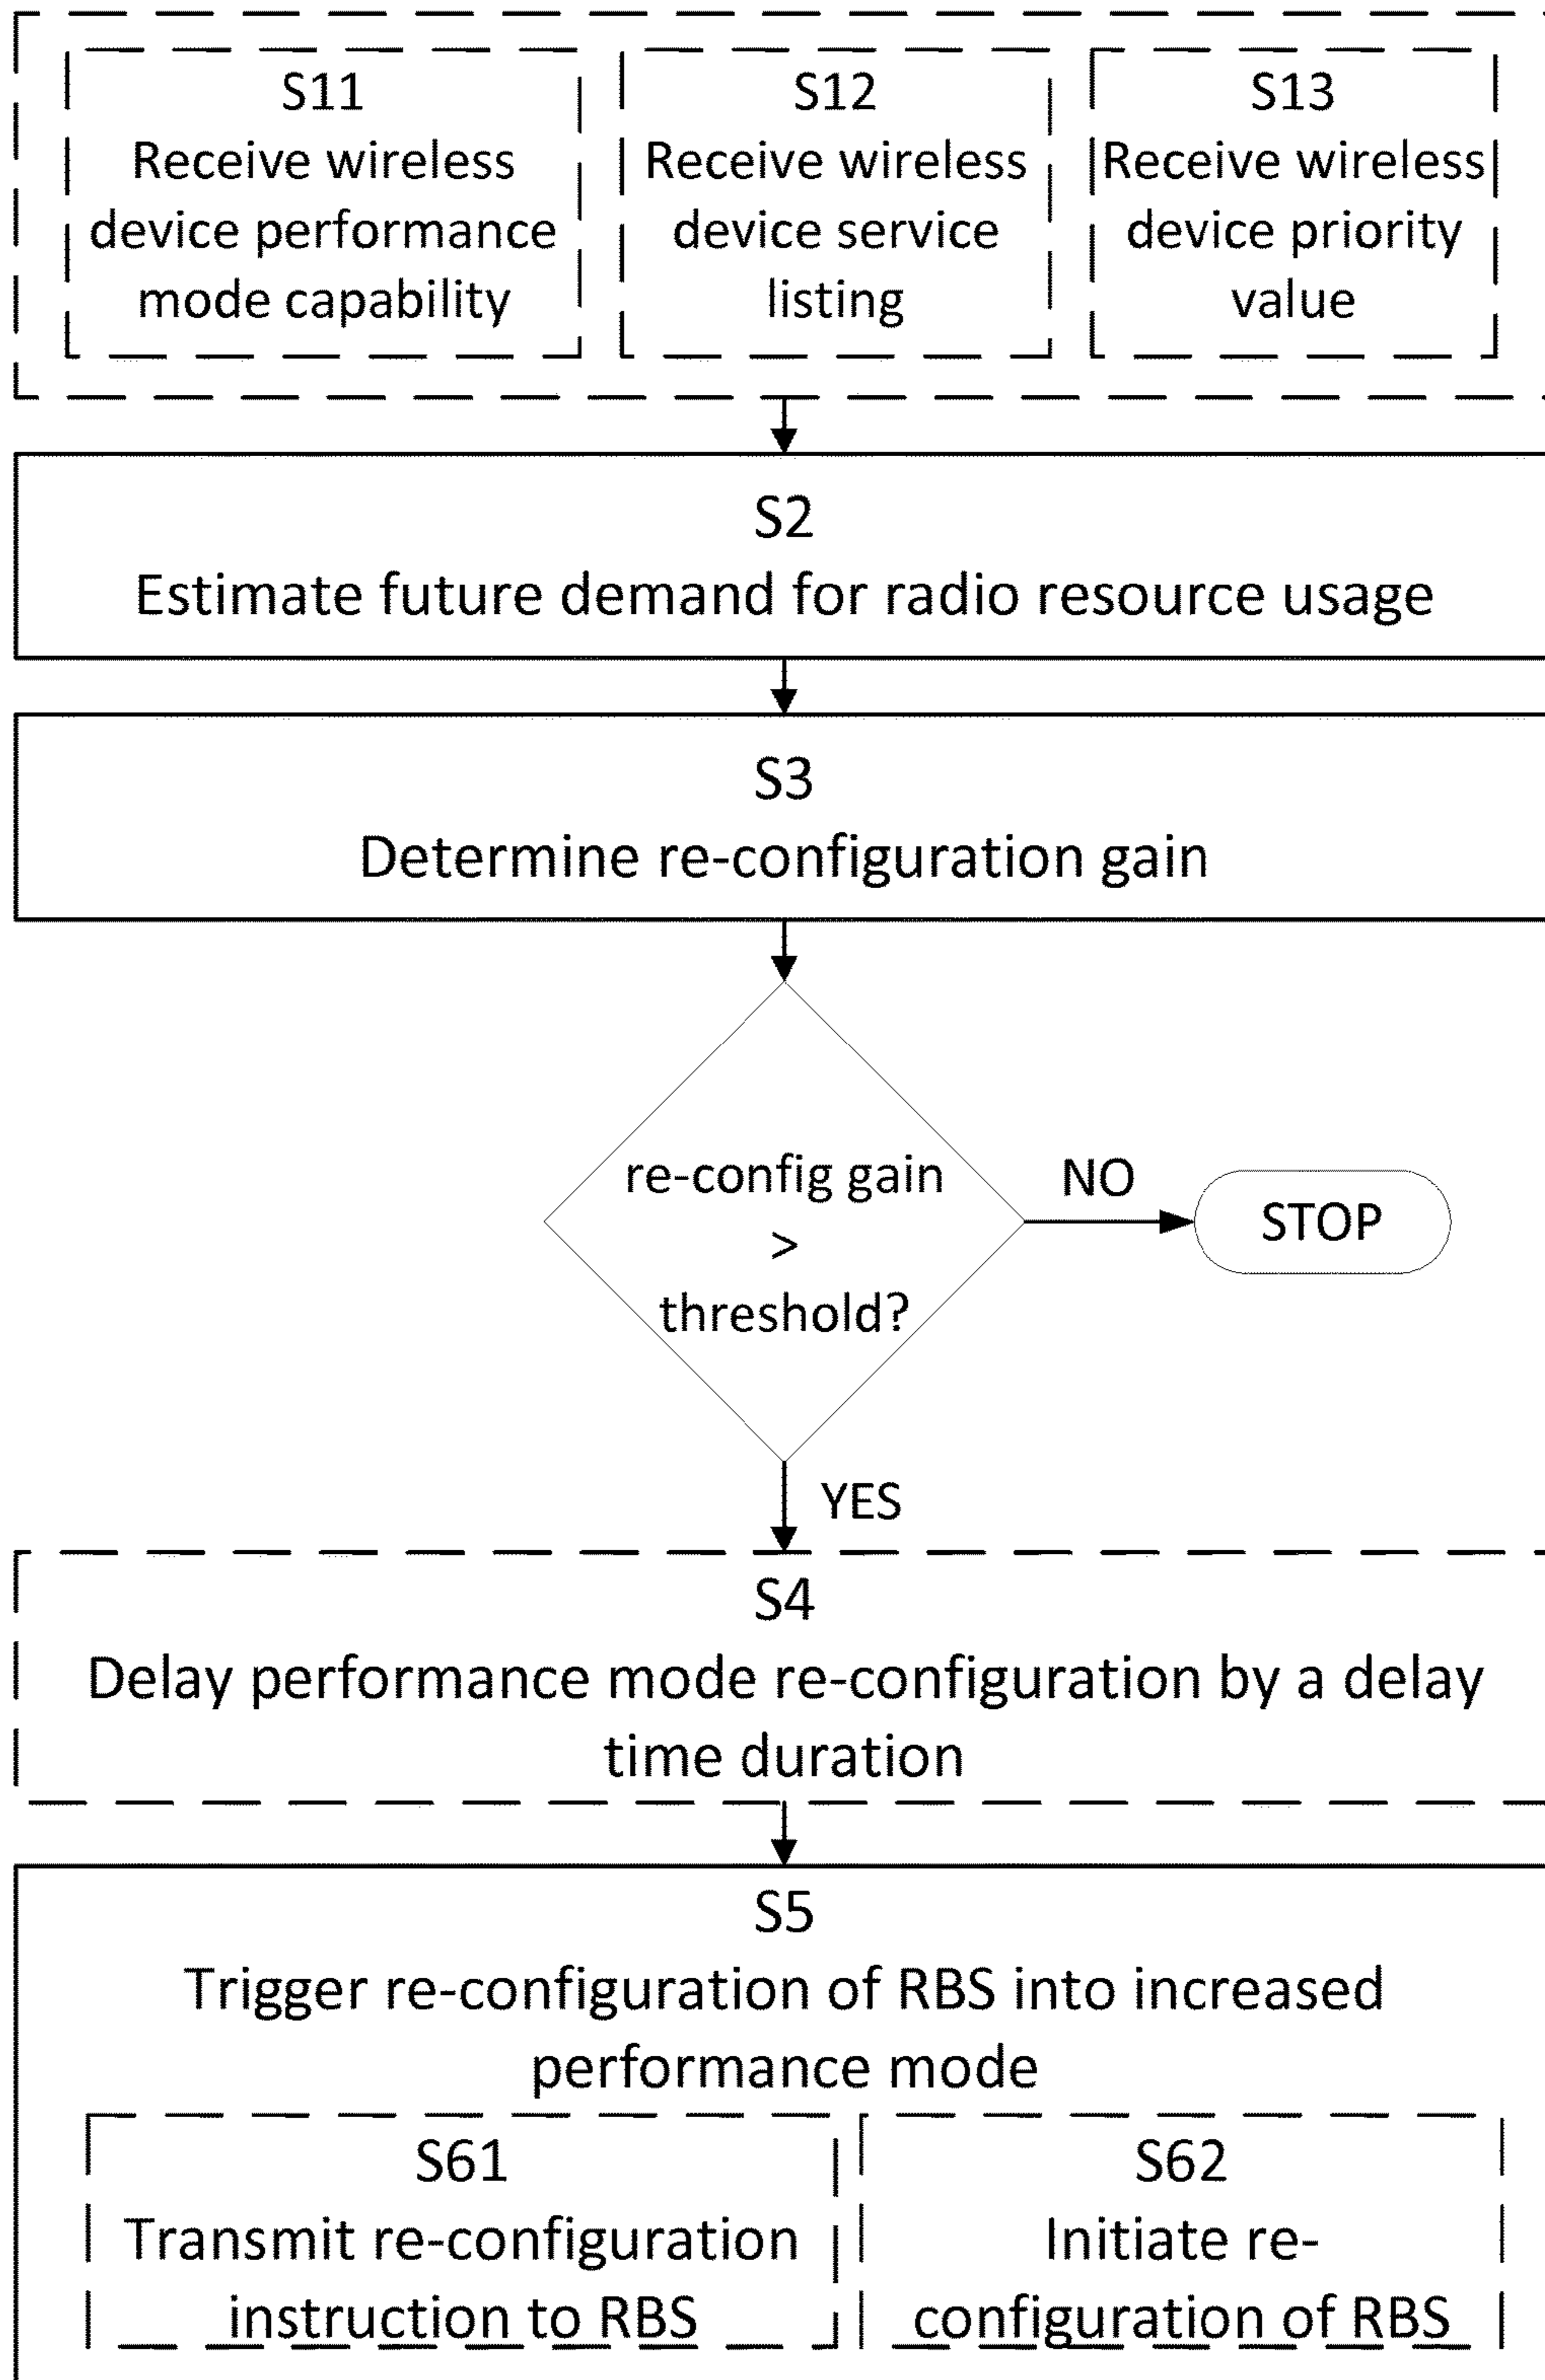 S11
Receive wireless
device performance
mode capability
S12
Receive wireless
device service
listing
S13
Receive wireless
device priority
value
S2
Estimate future demand for radio resource usage
S3
Determine re-configuration gain
re-config gain
>
threshold?
NO
STOP
YES
S4
Delay performance mode re-configuration by a delay
time duration
S5
Trigger re-configuration of RBS into increased
performance mode
S61
Transmit re-configuration
instruction to RBS
S62
Initiate re-
configuration of RBS